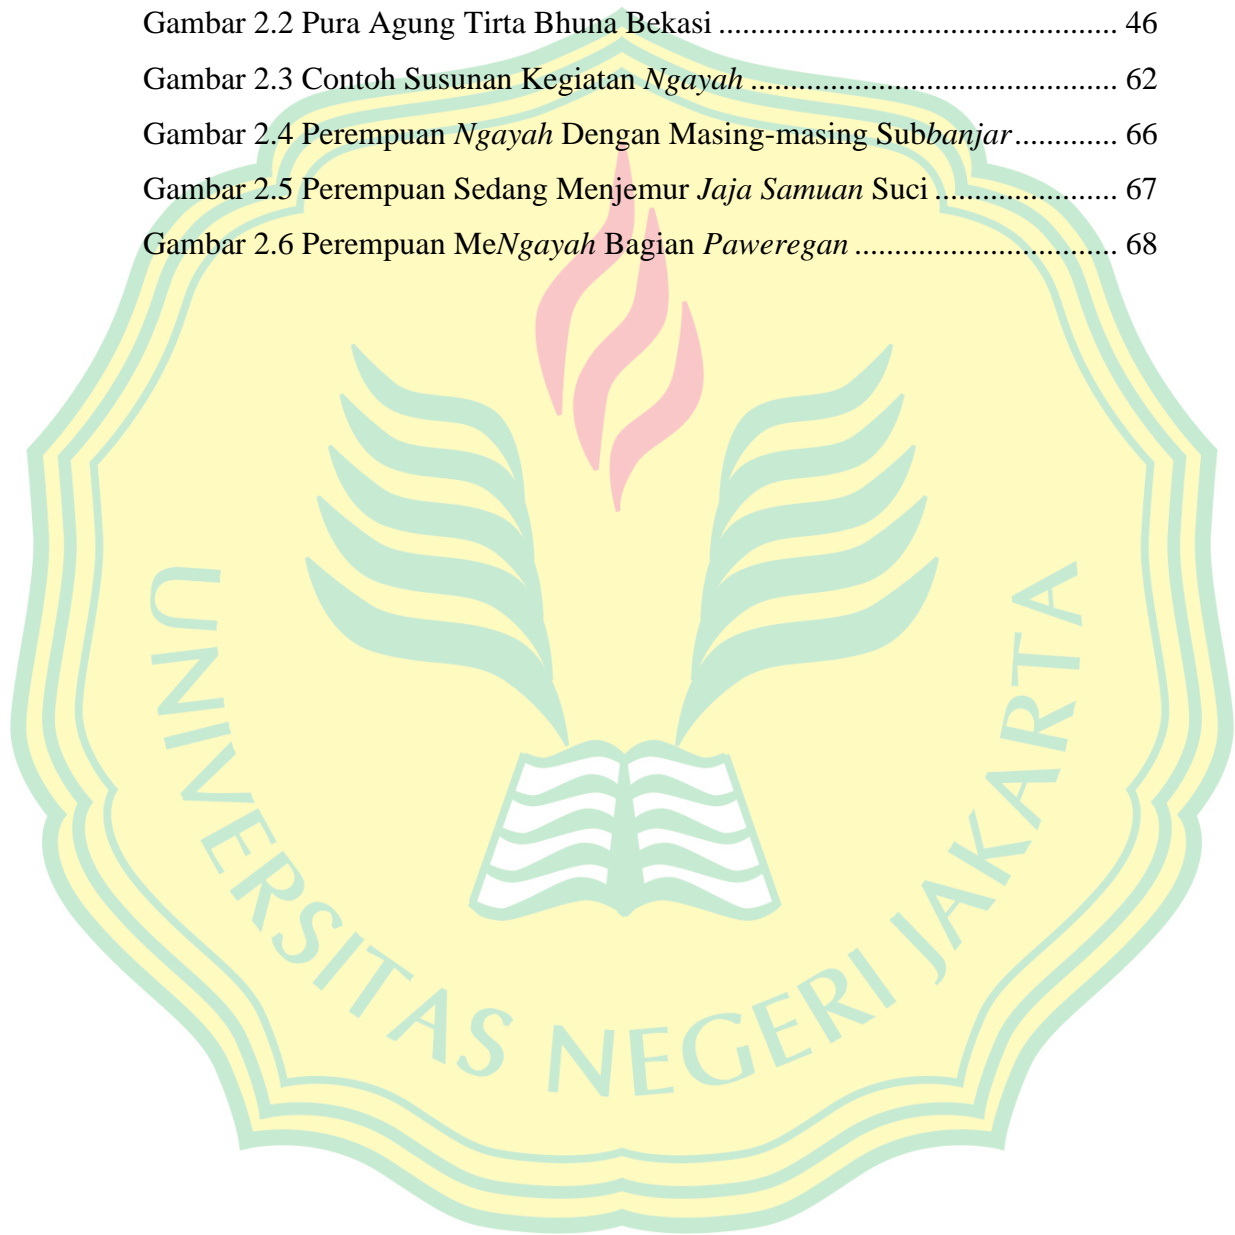 Gambar 2.2 Pura Agung Tirta Bhuna Bekasi .................................................. 46
Gambar 2.3 Contoh Susunan Kegiatan Ngayah .............................................. 62
Gambar 2.4 Perempuan Ngayah Dengan Masing-masing Subbanjar ............. 66
Gambar 2.5 Perempuan Sedang Menjemur Jaja Samuan Suci ....................... 67
Gambar 2.6 Perempuan MeNgayah Bagian Paweregan ................................. 68
UNIVERSITAS NEGERI JAKARTA